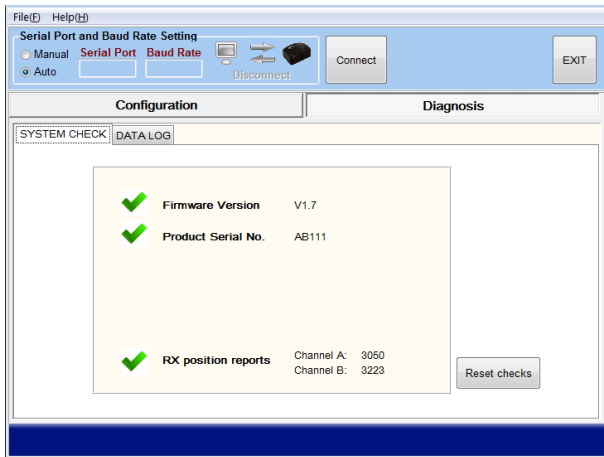 File(F) Help(H)
Serial Port and Baud Rate Setting
Manual Serial Port Baud Rate
Auto
Disconnect
Connect
EXIT
Configuration Diagnosis
SYSTEM CHECK DATA LOG
Firmware Version V1.7
Product Serial No. AB111
RX position reports
Channel A: 3050
Channel B: 3223
Reset checks